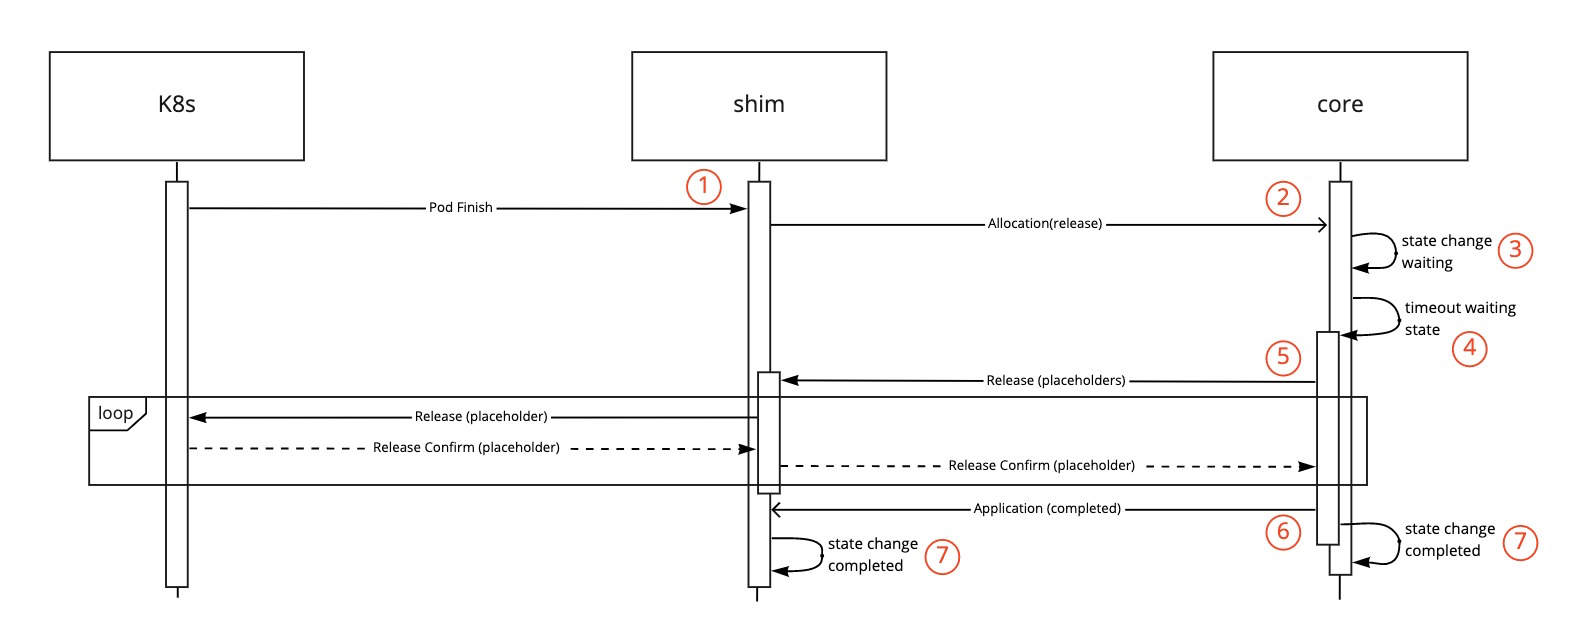 K8s
shim
core
1
Pod Finish
2
Allocation(release)
state change
waiting
3
timeout waiting
state
4
5
Release (placeholders)
loop
Release (placeholder)
Release Confirm (placeholder)
Release Confirm (placeholder)
Application (completed)
6
state change
completed
7
state change
completed
7